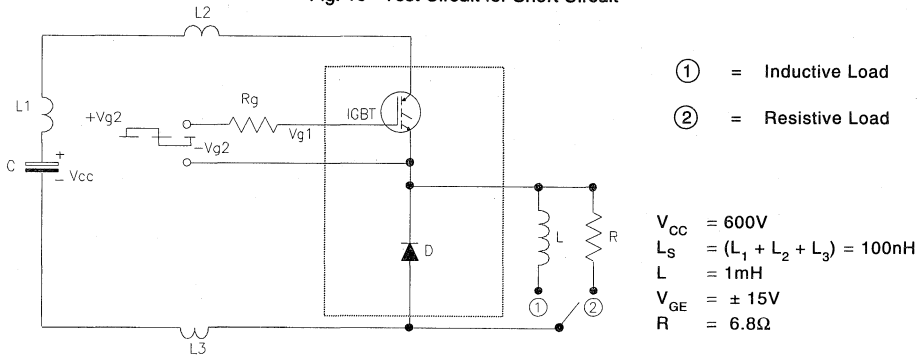 Fig. 16 - Test Circuit for Short Circuit
L2
L1
+Vg2
Rg
Vg1
IGBT
-Vg2
C
+
- Vcc
D
L
R
1
2
L3
1 = Inductive Load
2 = Resistive Load
VCC = 600V
LS = (L1 + L2 + L3) = 100nH
L = 1mH
VGE = ± 15V
R = 6.8Ω